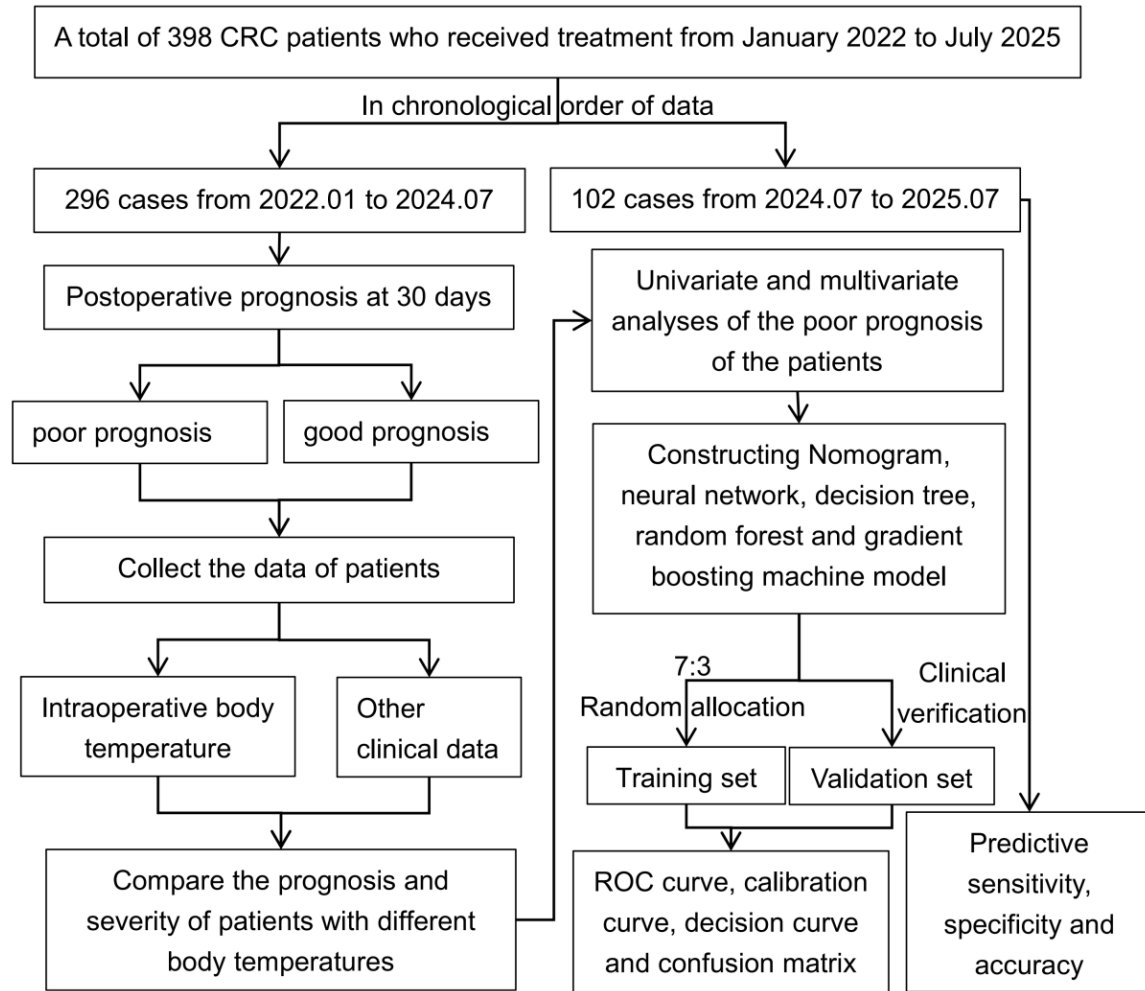 A total of 398 CRC patients who received treatment from January 2022 to July 2025
In chronological order of data
296 cases from 2022.01 to 2024.07
102 cases from 2024.07 to 2025.07
Postoperative prognosis at 30 days
poor prognosis
good prognosis
Collect the data of patients
Intraoperative body
temperature
Other
clinical data
Compare the prognosis and
severity of patients with different
body temperatures
Univariate and multivariate
analyses of the poor prognosis
of the patients
Constructing Nomogram,
neural network, decision tree,
random forest and gradient
boosting machine model
7:3
Random allocation
Clinical
verification
Training set
Validation set
ROC curve, calibration
curve, decision curve
and confusion matrix
Predictive
sensitivity,
specificity and
accuracy